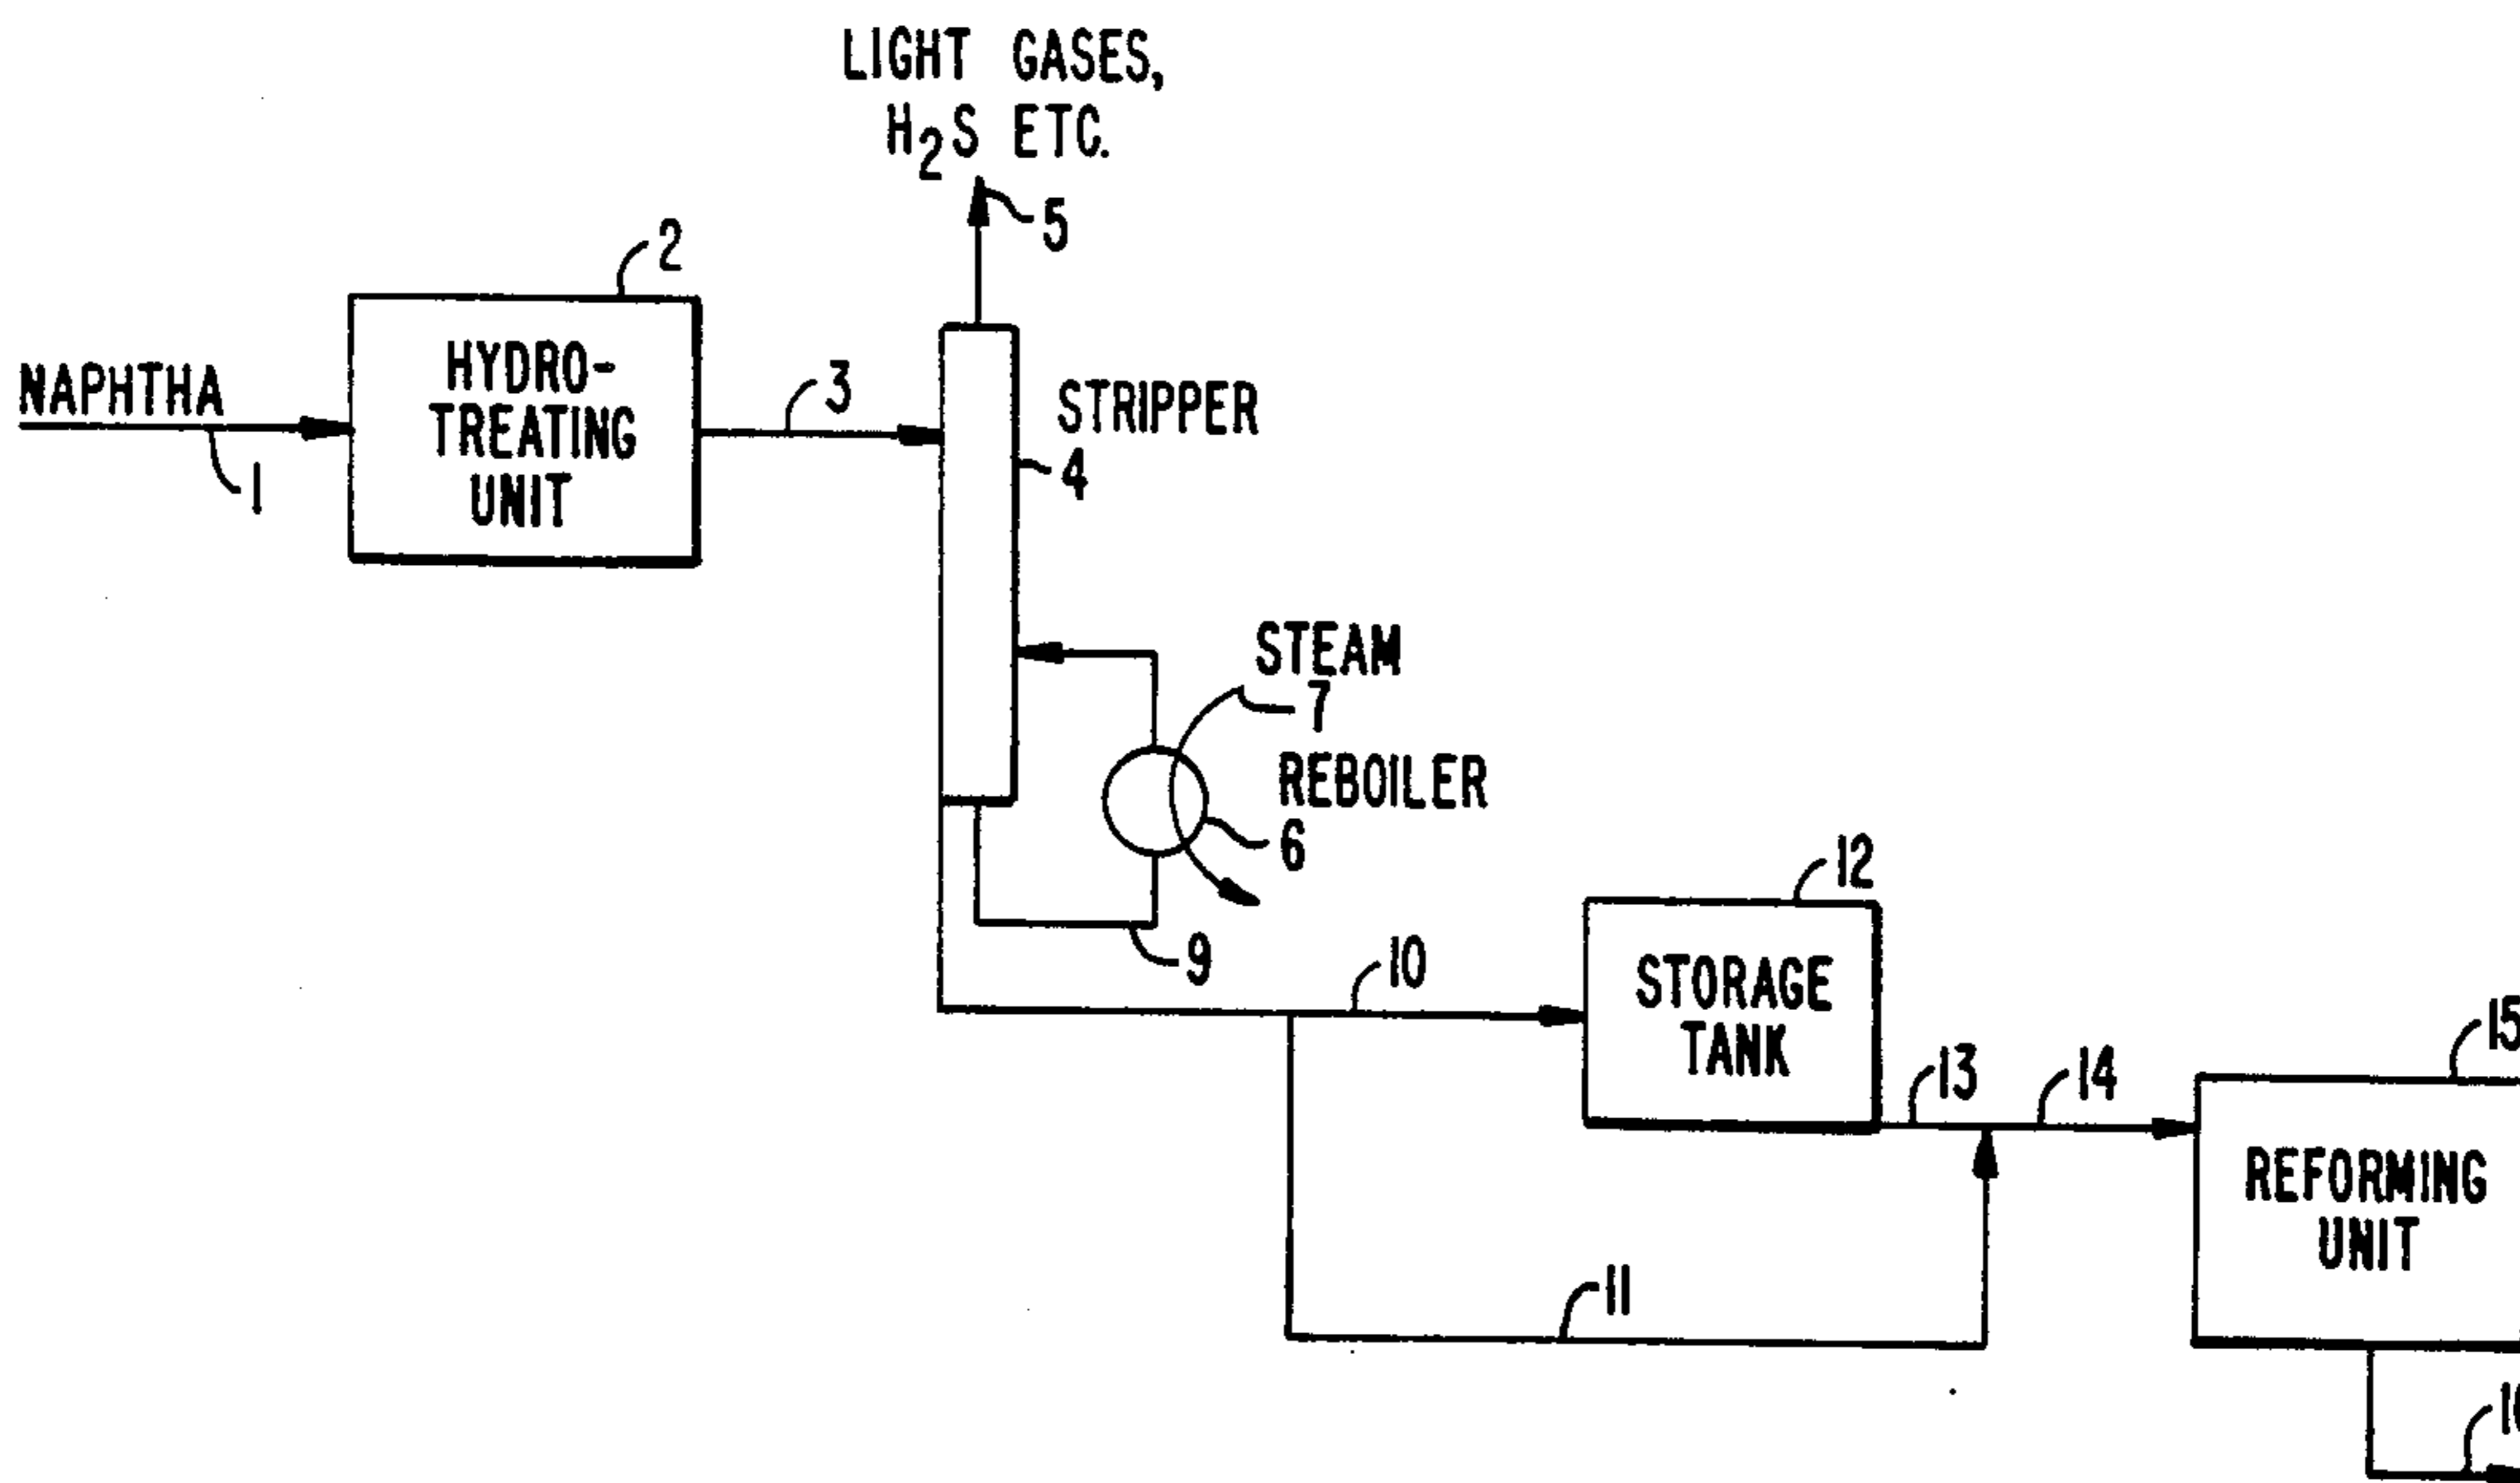 LIGHT GASES,
H₂S ETC.
5
2
HYDRO-
TREATING
UNIT
NAPHTHA
1
3
STRIPPER
4
STEAM
7
REBOILER
6
9
10
12
STORAGE
TANK
13
14
15
REFORMING
UNIT
11